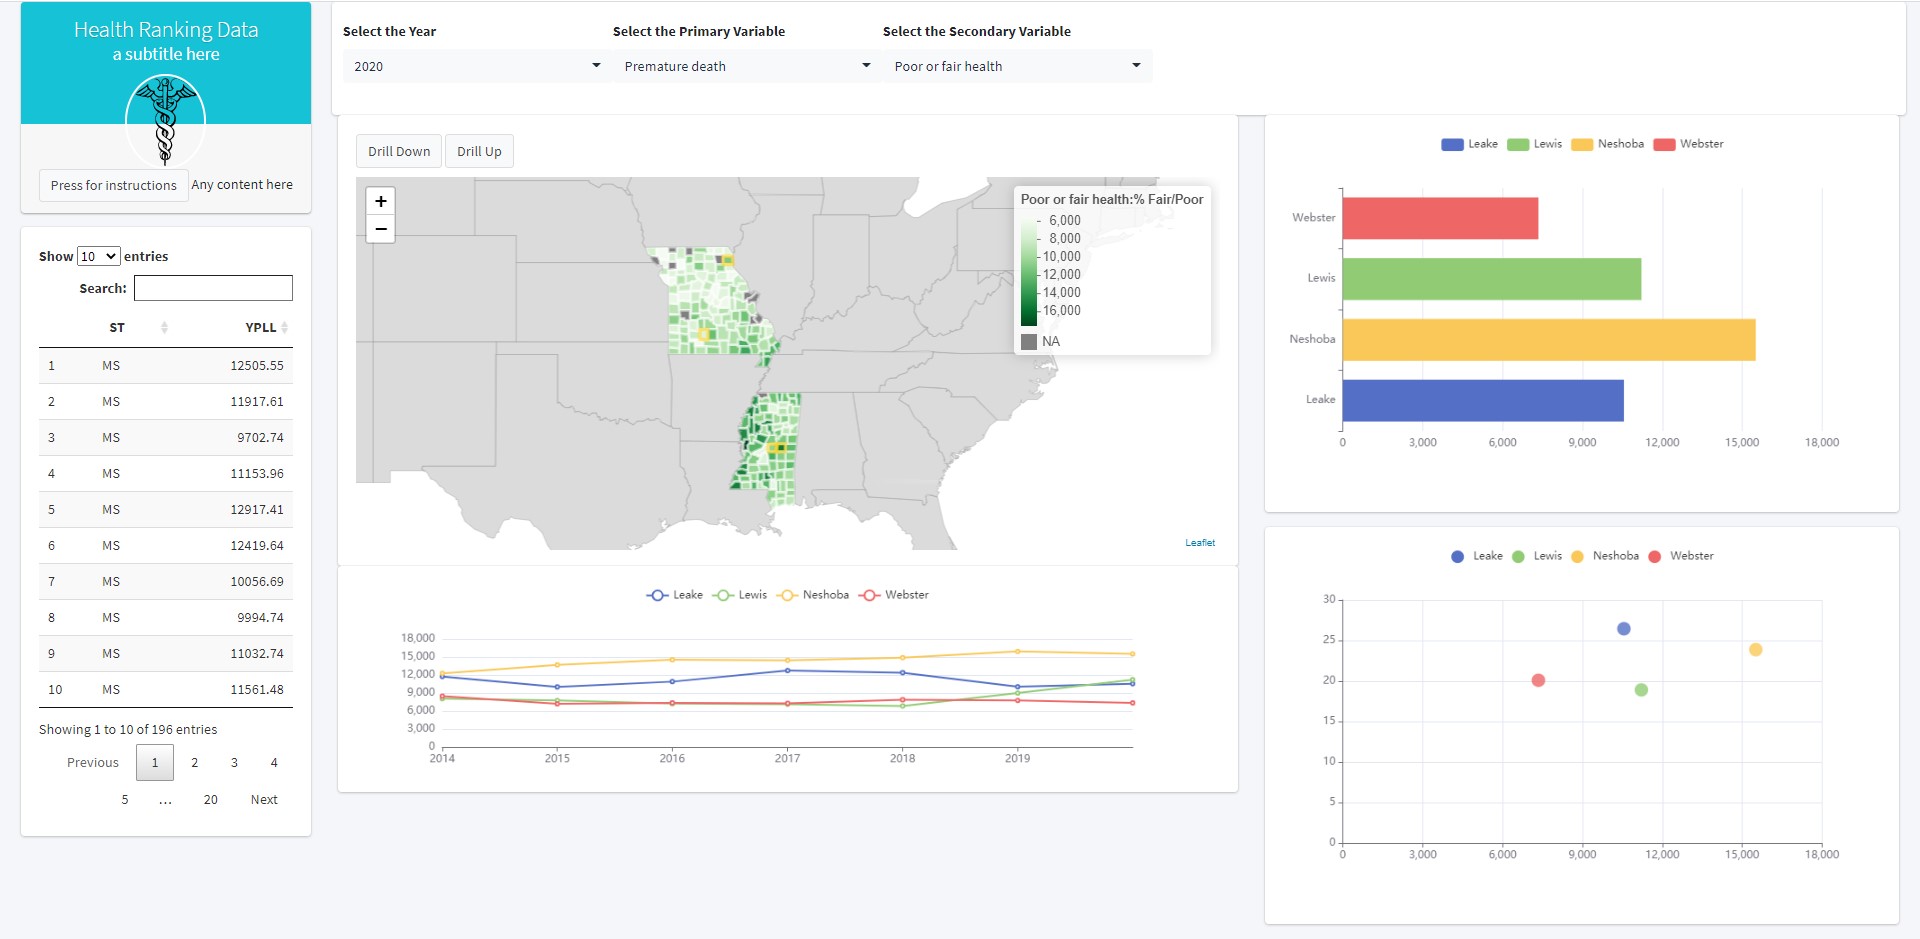 Health Ranking Data
a subtitle here
Press for instructions Any content here
Show 10 entries
Search:
ST YPLL
1 MS 12505.55
2 MS 11917.61
3 MS 9702.74
4 MS 11153.96
5 MS 12917.41
6 MS 12419.64
7 MS 10056.69
8 MS 9994.74
9 MS 11032.74
10 MS 11561.48
Showing 1 to 10 of 196 entries
Previous 1 2 3 4
5 ... 20 Next
Select the Year Select the Primary Variable Select the Secondary Variable
2020 Premature death Poor or fair health
Drill Down Drill Up
+
−
Poor or fair health:% Fair/Poor
6,000
8,000
10,000
12,000
14,000
16,000
NA
Leaflet
Leake Lewis Neshoba Webster
18,000
15,000
12,000
9,000
6,000
3,000
0
2014 2015 2016 2017 2018 2019
Leake Lewis Neshoba Webster
Webster
Lewis
Neshoba
Leake
0 3,000 6,000 9,000 12,000 15,000 18,000
Leake Lewis Neshoba Webster
30
25
20
15
10
5
0
0 3,000 6,000 9,000 12,000 15,000 18,000